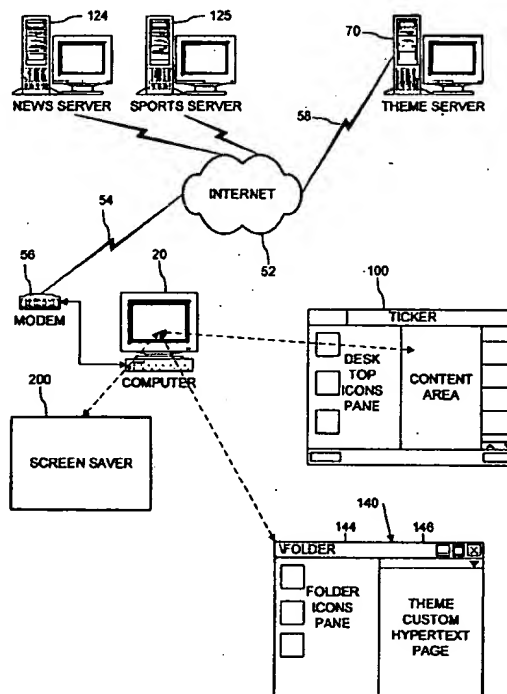 124
125
70
NEWS SERVER
SPORTS SERVER
THEME SERVER
58
INTERNET
54
52
56
20
MODEM
COMPUTER
100
TICKER
DESK
TOP
ICONS
PANE
CONTENT
AREA
200
SCREEN SAVER
140
144
146
\FOLDER
X
FOLDER
ICONS
PANE
THEME
CUSTOM
HYPERTEXT
PAGE